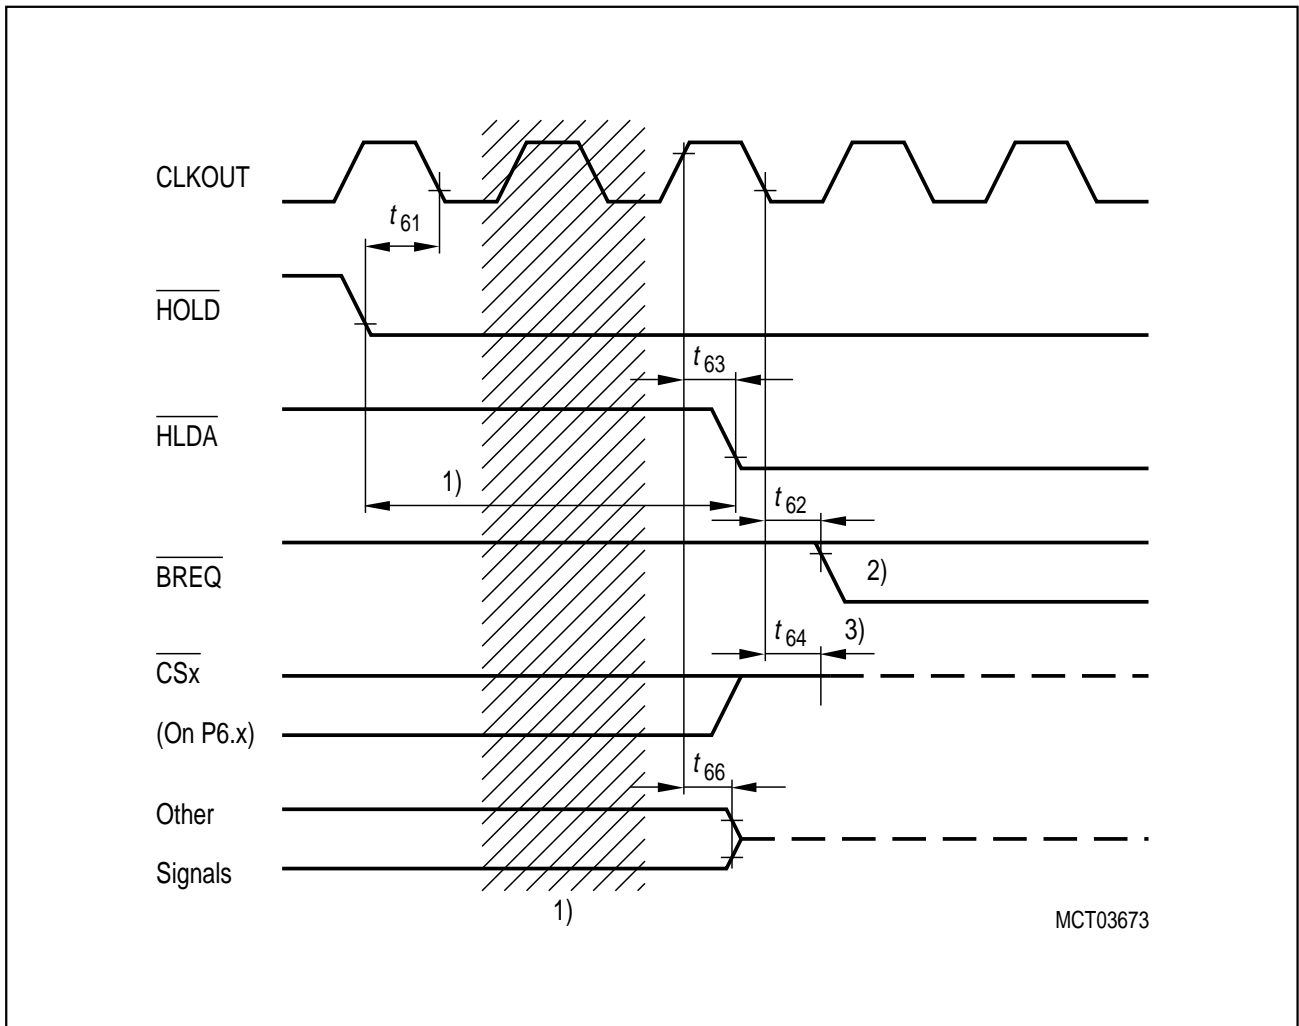 CLKOUT
t61
HOLD
t63
HLDA
1)
t62
BREQ
2)
t64
3)
CSx
(On P6.x)
t66
Other
Signals
1)
MCT03673